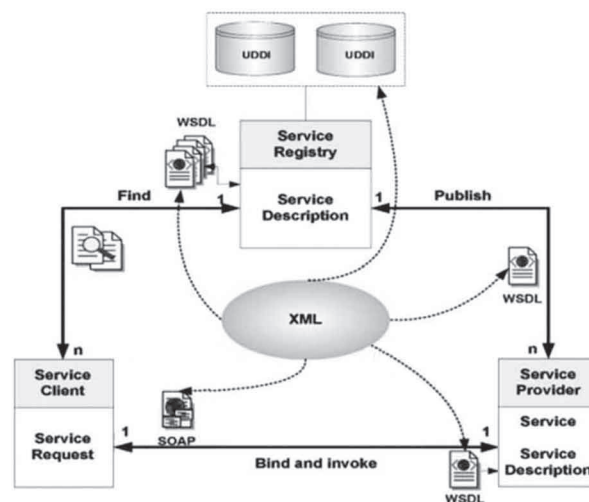 UDDI
UDDI
WSDL
Service
Registry
Find
1
Service
Description
1
Publish
XML
WSDL
n
n
Service
Client
Service
Provider
Service
Request
1
SOAP
Bind and invoke
1
Service
Service
Description
WSDL